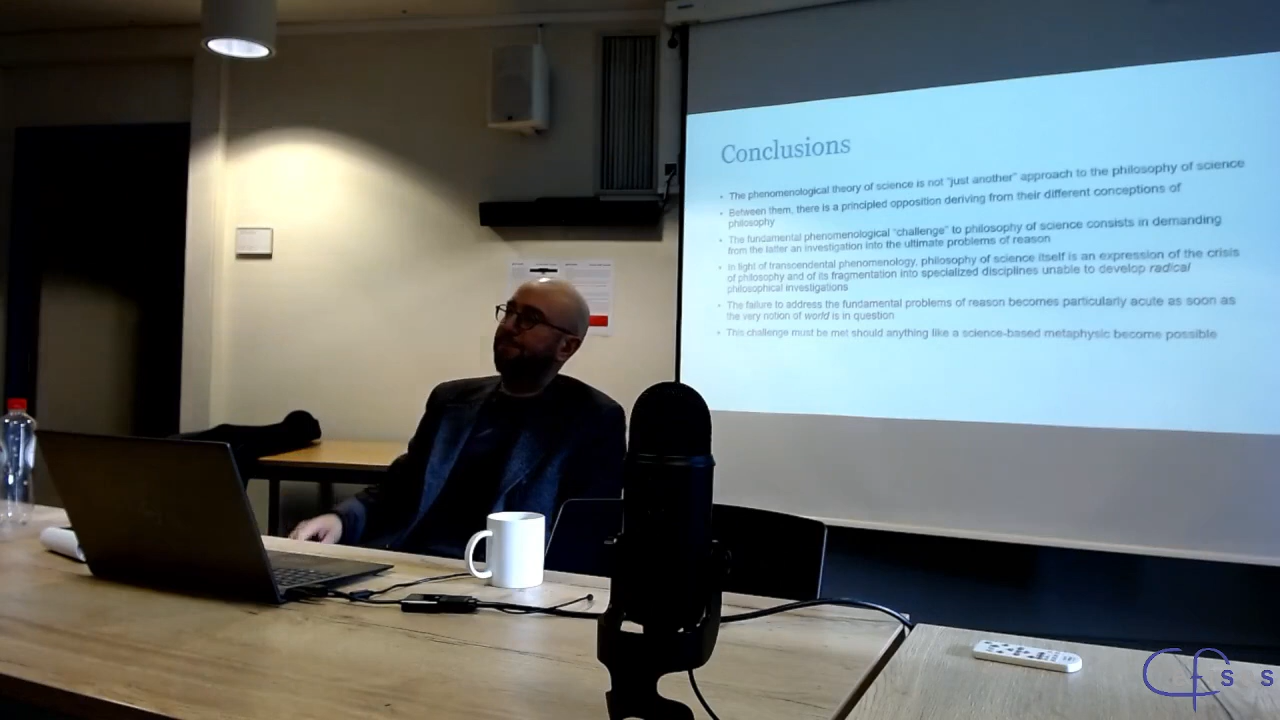 Conclusions
• The phenomenological theory of science is not "just another" approach to the philosophy of science
• Between them, there is a principled opposition deriving from their different conceptions of
philosophy
• The fundamental phenomenological "challenge" to philosophy of science consists in demanding
from the latter an investigation into the ultimate problems of reason
• In light of transcendental phenomenology, philosophy of science itself is an expression of the crisis
of philosophy and of its fragmentation into specialized disciplines unable to develop radical
philosophical investigations
• The failure to address the fundamental problems of reason becomes particularly acute as soon as
the very notion of world is in question
• This challenge must be met should anything like a science-based metaphysic become possible
Cfss